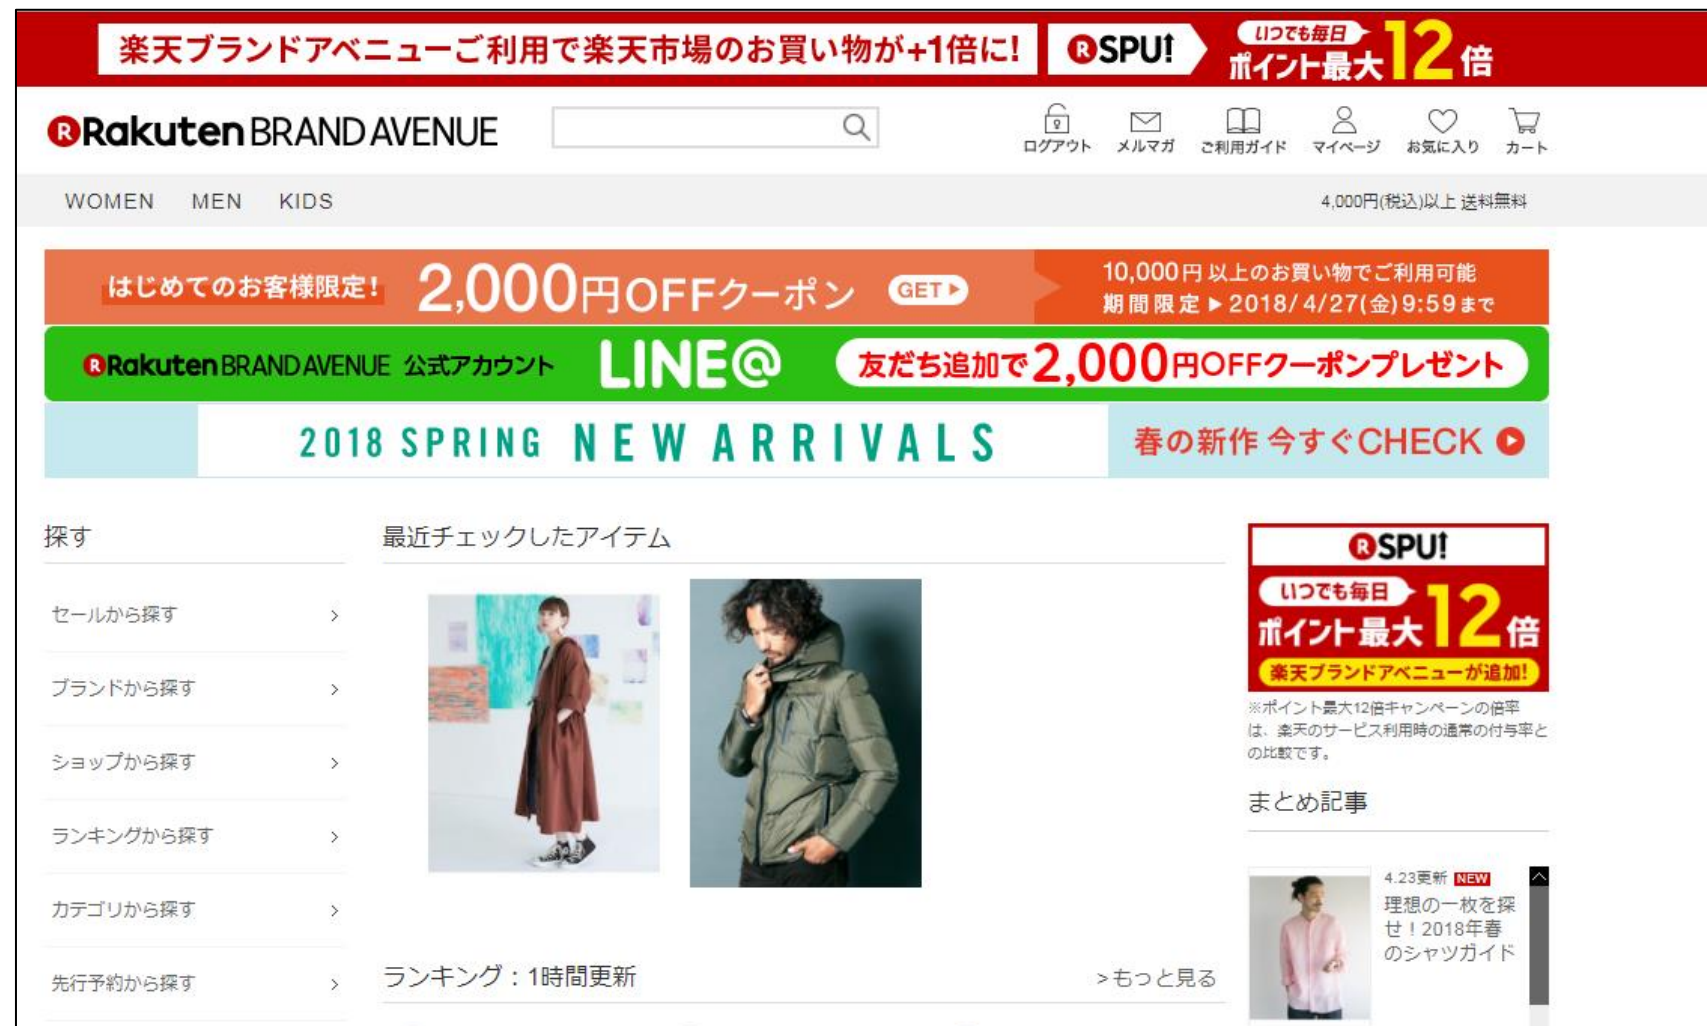 楽天ブランドアベニューご利用で楽天市場のお買い物が+1倍に!
R SPU!
いつでも毎日
ポイント最大12倍
R Rakuten BRAND AVENUE
ログアウト メルマガ ご利用ガイド マイページ お気に入り カート
WOMEN MEN KIDS
4,000円(税込)以上 送料無料
はじめてのお客様限定! 2,000円OFFクーポン GET
10,000円以上のお買い物でご利用可能
期間限定▶2018/4/27(金)9:59まで
R Rakuten BRAND AVENUE 公式アカウント LINE@ 友だち追加で2,000円OFFクーポンプレゼント
2018 SPRING NEW ARRIVALS 春の新作 今すぐCHECK
探す
セールから探す
ブランドから探す
ショップから探す
ランキングから探す
カテゴリから探す
先行予約から探す
最近チェックしたアイテム
ランキング：1時間更新
>もっと見る
R SPU!
いつでも毎日
ポイント最大12倍
楽天ブランドアベニューが追加!
※ポイント最大12倍キャンペーンの倍率
は、楽天のサービス利用時の通常の付与率と
の比較です。
まとめ記事
4.23更新 NEW
理想の一枚を探
せ！2018年春
のシャツガイド